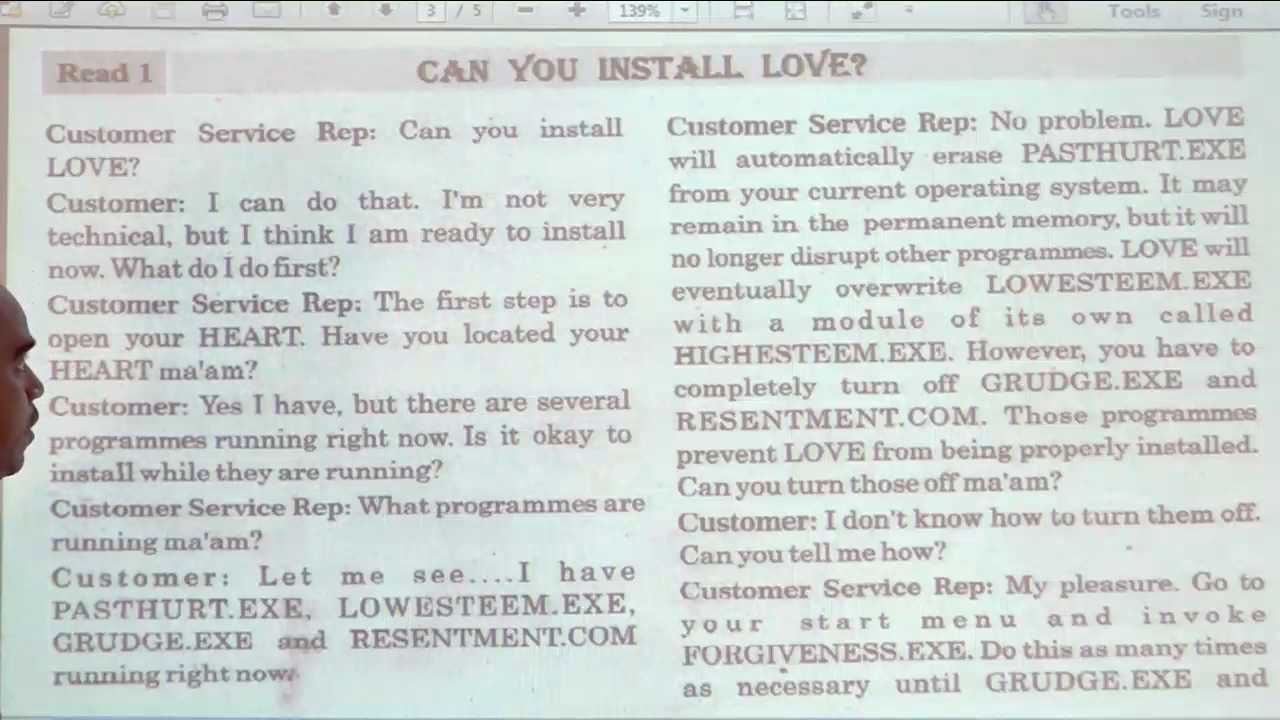 3 / 5
139%
Tools
Sign
Read 1
CAN YOU INSTALL LOVE?
Customer Service Rep: Can you install
LOVE?
Customer: I can do that. I'm not very
technical, but I think I am ready to install
now. What do I do first?
Customer Service Rep: The first step is to
open your HEART. Have you located your
HEART ma'am?
Customer: Yes I have, but there are several
programmes running right now. Is it okay to
install while they are running?
Customer Service Rep: What programmes are
running ma'am?
Customer: Let me see....I have
PASTHURT.EXE, LOWESTEEM.EXE,
GRUDGE.EXE and RESENTMENT.COM
running right now
Customer Service Rep: No problem. LOVE
will automatically erase PASTHURT.EXE
from your current operating system. It may
remain in the permanent memory, but it will
no longer disrupt other programmes. LOVE will
eventually overwrite LOWESTEEM.EXE
with a module of its own called
HIGHESTEEM.EXE. However, you have to
completely turn off GRUDGE.EXE and
RESENTMENT.COM. Those programmes
prevent LOVE from being properly installed.
Can you turn those off ma'am?
Customer: I don't know how to turn them off.
Can you tell me how?
Customer Service Rep: My pleasure. Go to
your start menu and invoke
FORGIVENESS.EXE. Do this as many times
as necessary until GRUDGE.EXE and